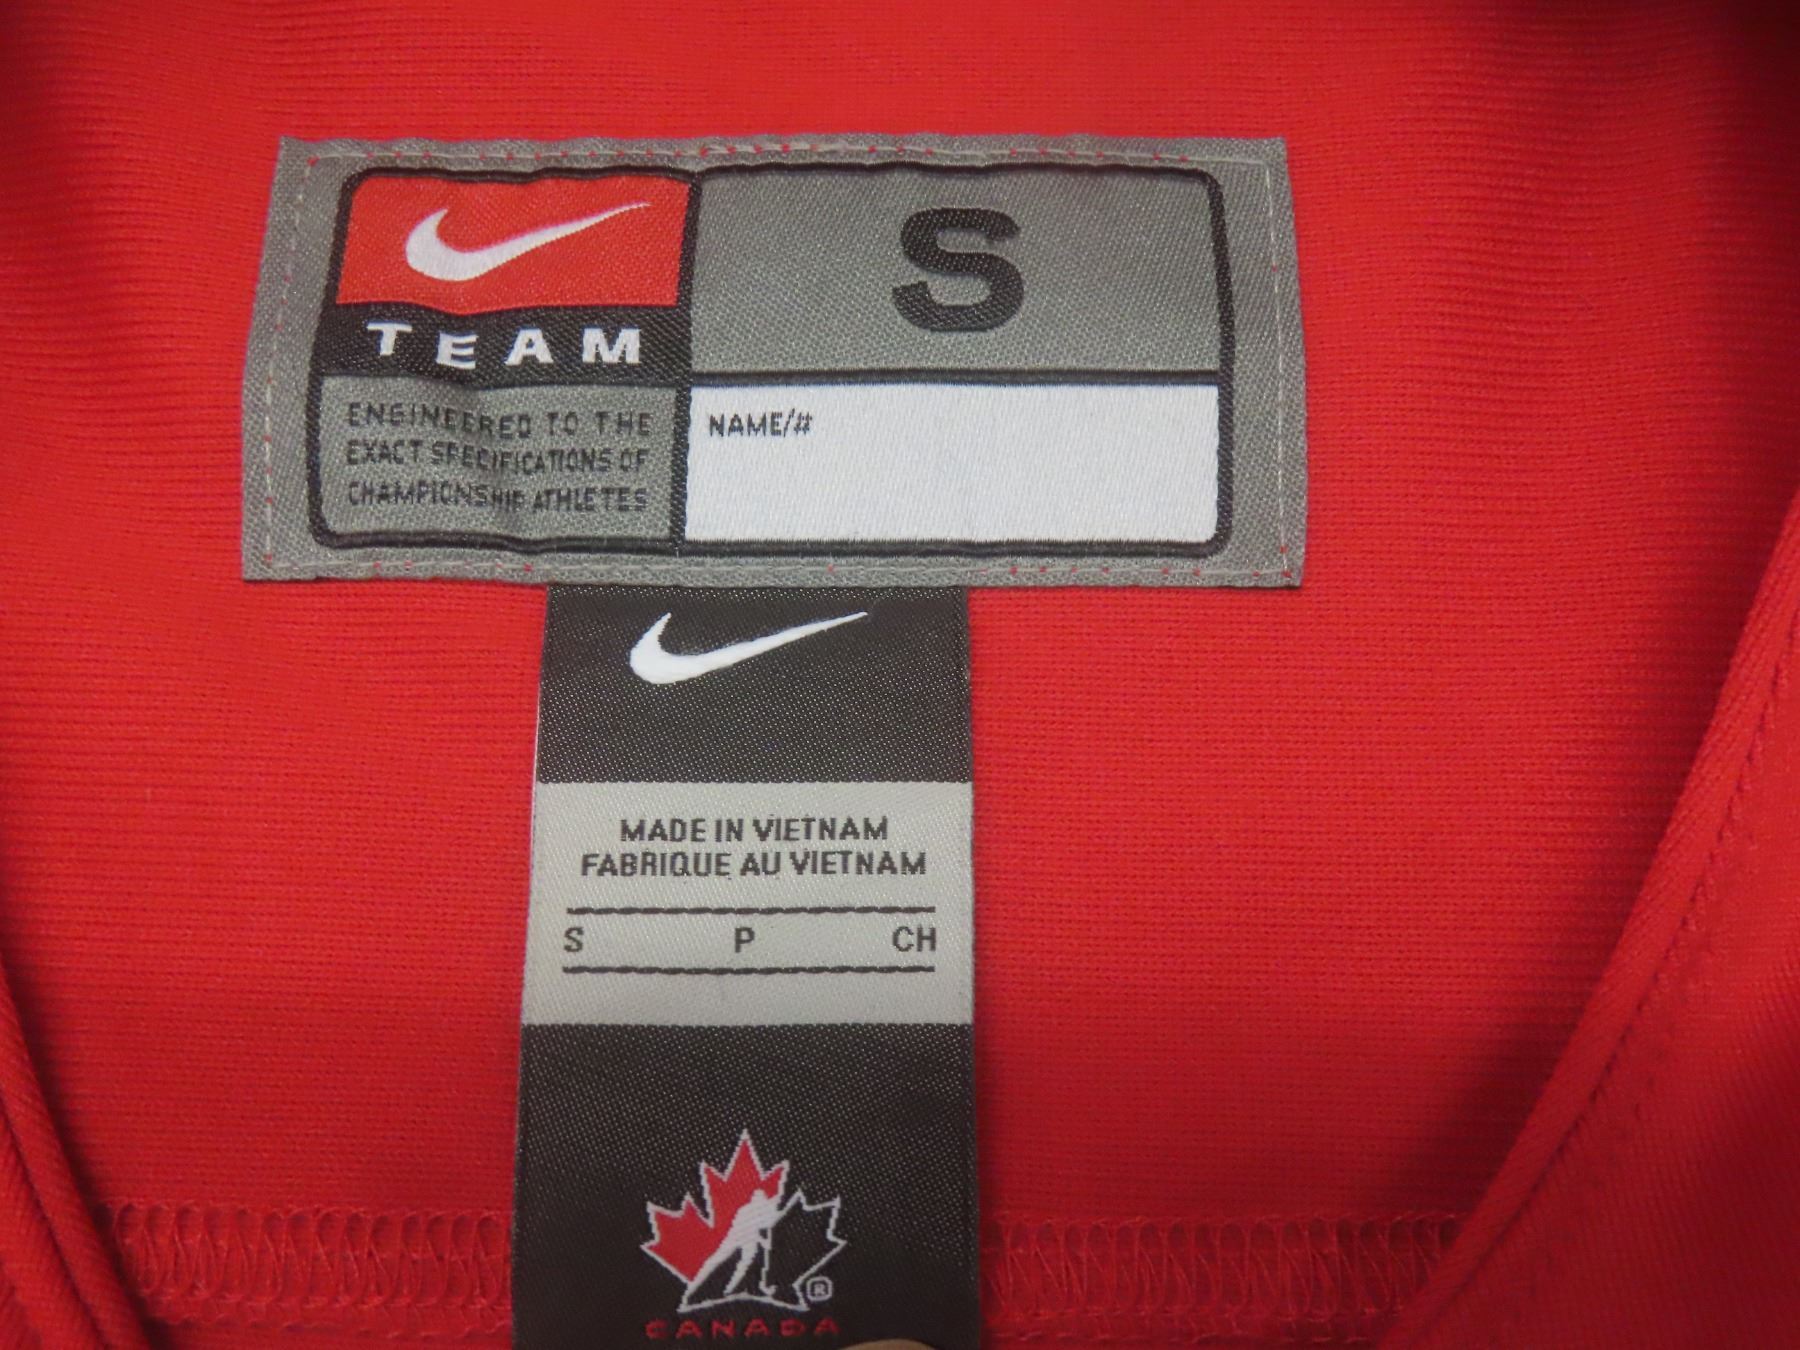 TEAM
ENGINEERED TO THE
EXACT SPECIFICATIONS OF
CHAMPIONSHIP ATHLETES
S
NAME/#
MADE IN VIETNAM
FABRIQUE AU VIETNAM
S P CH
®
CANADA